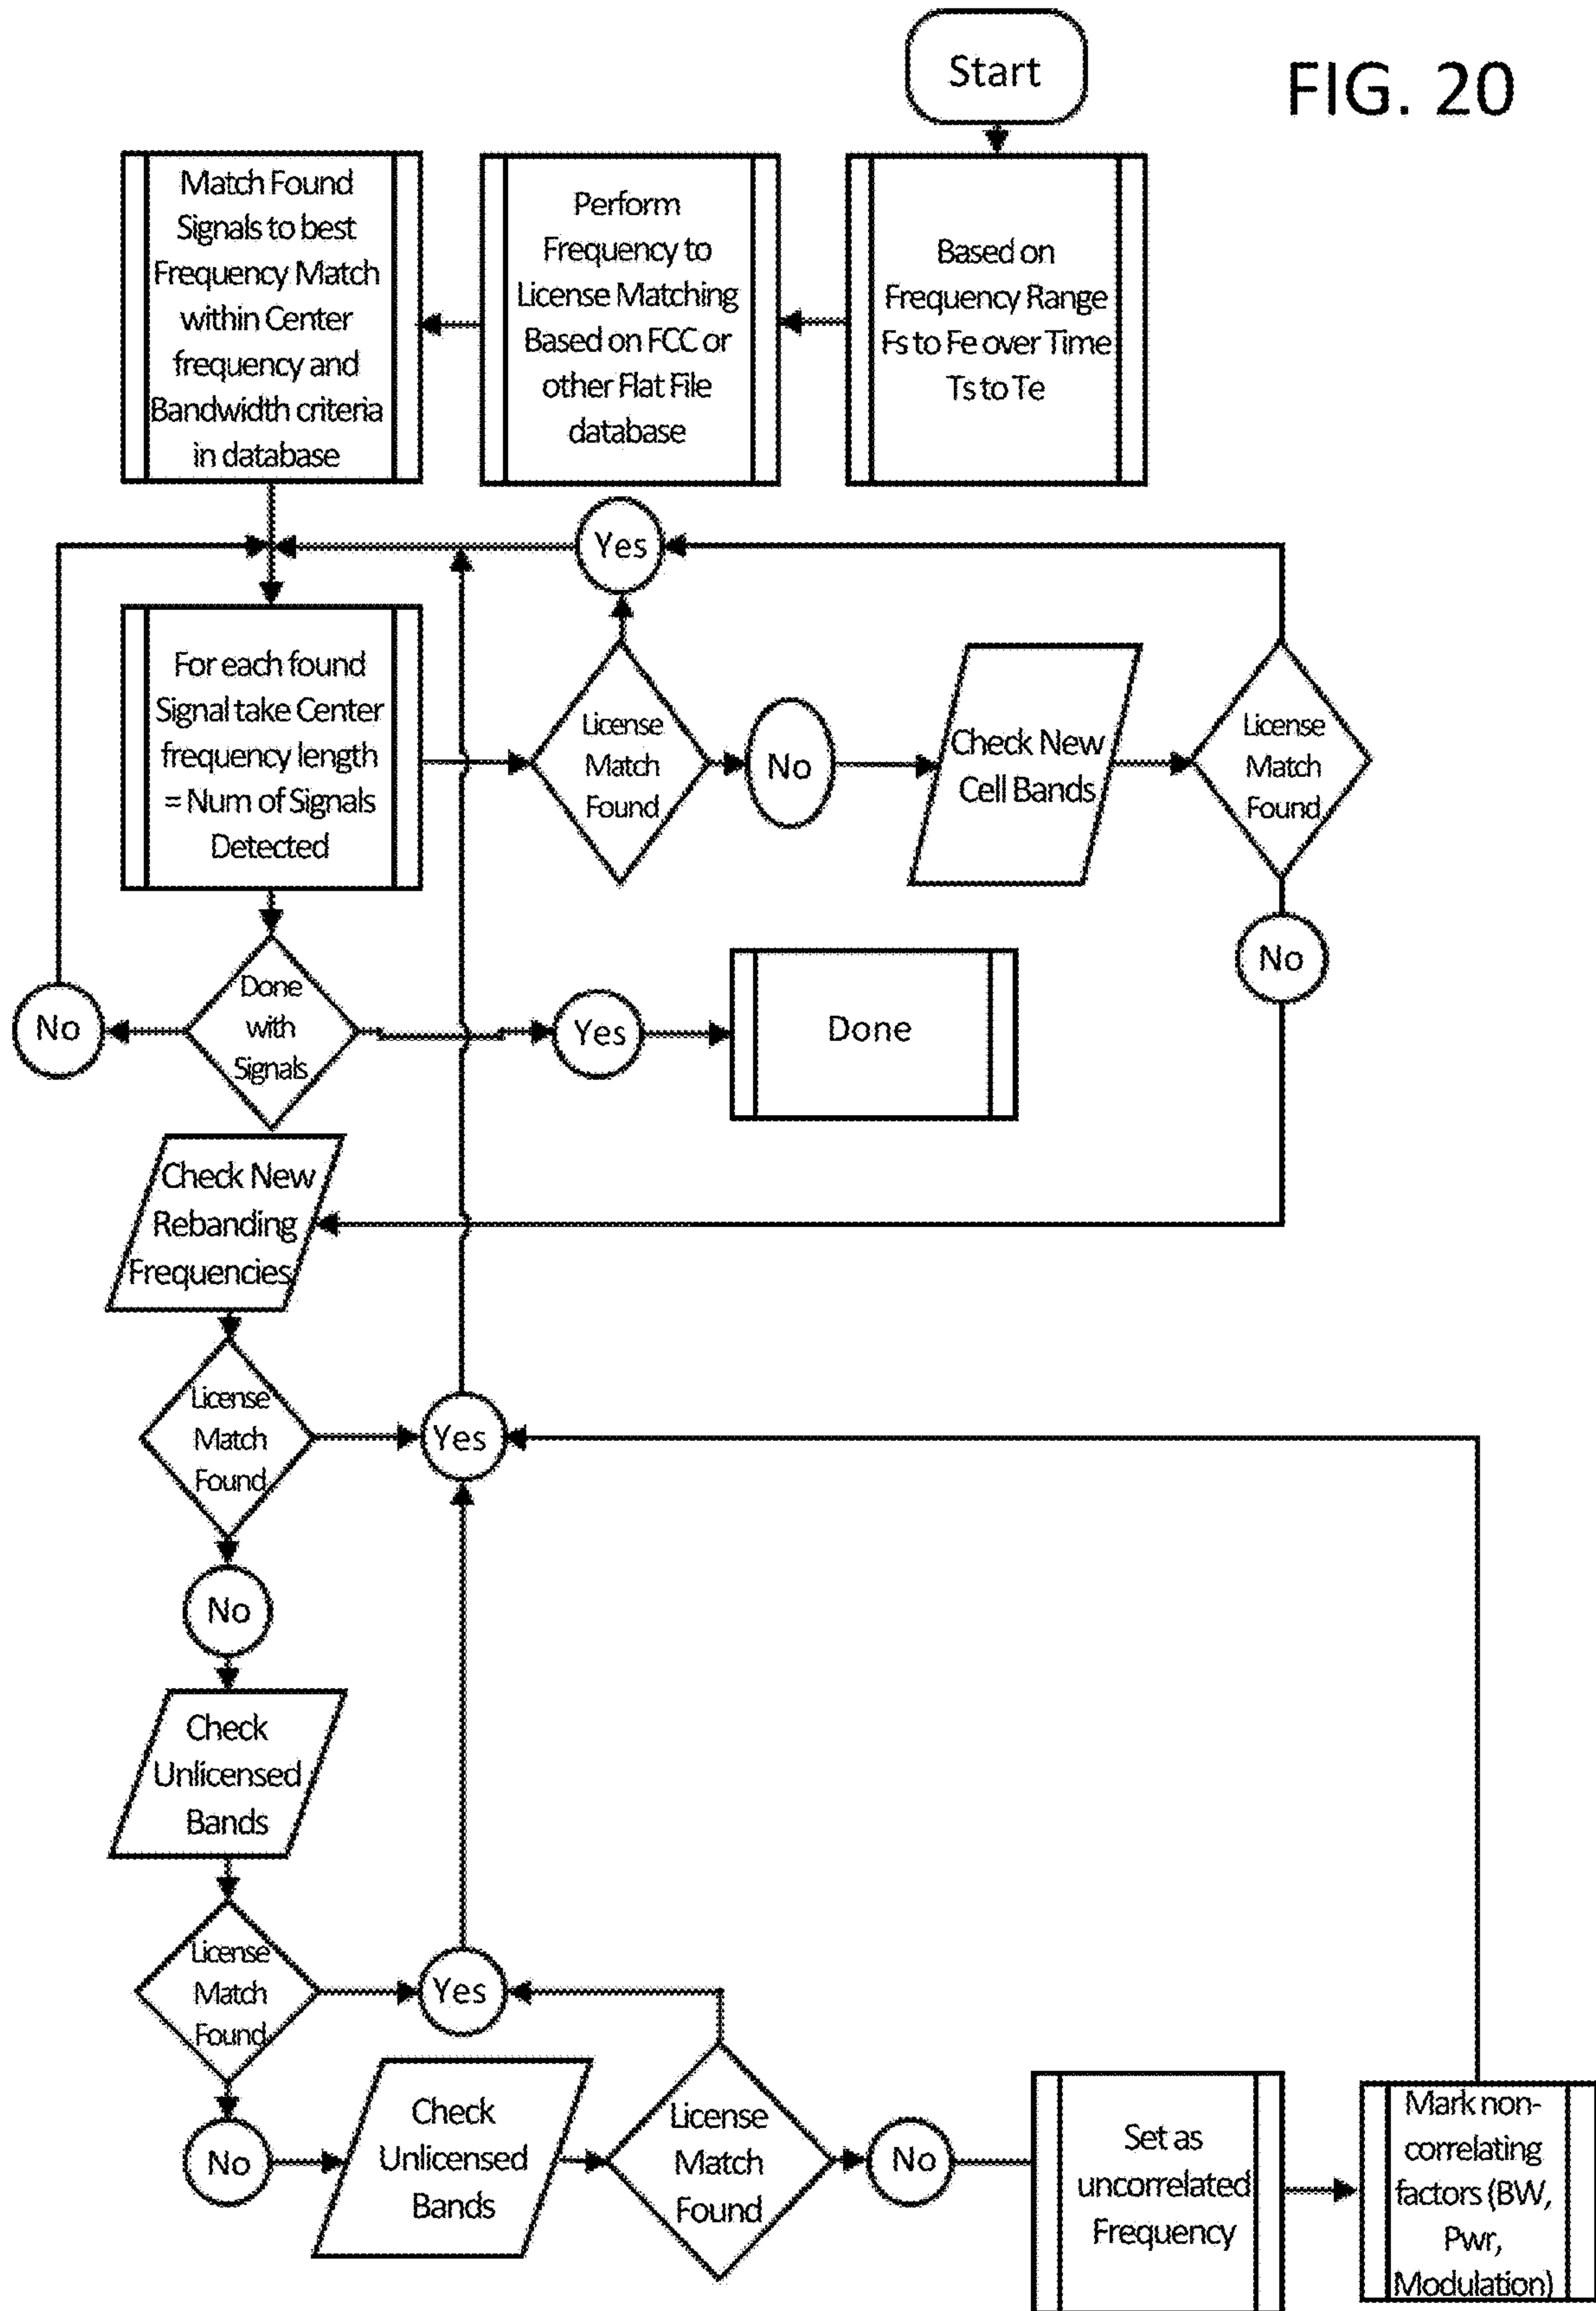 Start
FIG. 20
Match Found
Signals to best
Frequency Match
within Center
frequency and
Bandwidth criteria
in database
Perform
Frequency to
License Matching
Based on FCC or
other Flat File
database
Based on
Frequency Range
Fs to Fe over Time
Ts to Te
Yes
For each found
Signal take Center
frequency length
= Num of Signals
Detected
License
Match
Found
No
Check New
Cell Bands
License
Match
Found
No
Done
with
Signals
No
Yes
Done
Check New
Rebanding
Frequencies
License
Match
Found
Yes
No
Check
Unlicensed
Bands
License
Match
Found
Yes
No
Check
Unlicensed
Bands
License
Match
Found
No
Set as
uncorrelated
Frequency
Mark non-
correlating
factors (BW,
Pwr,
Modulation)